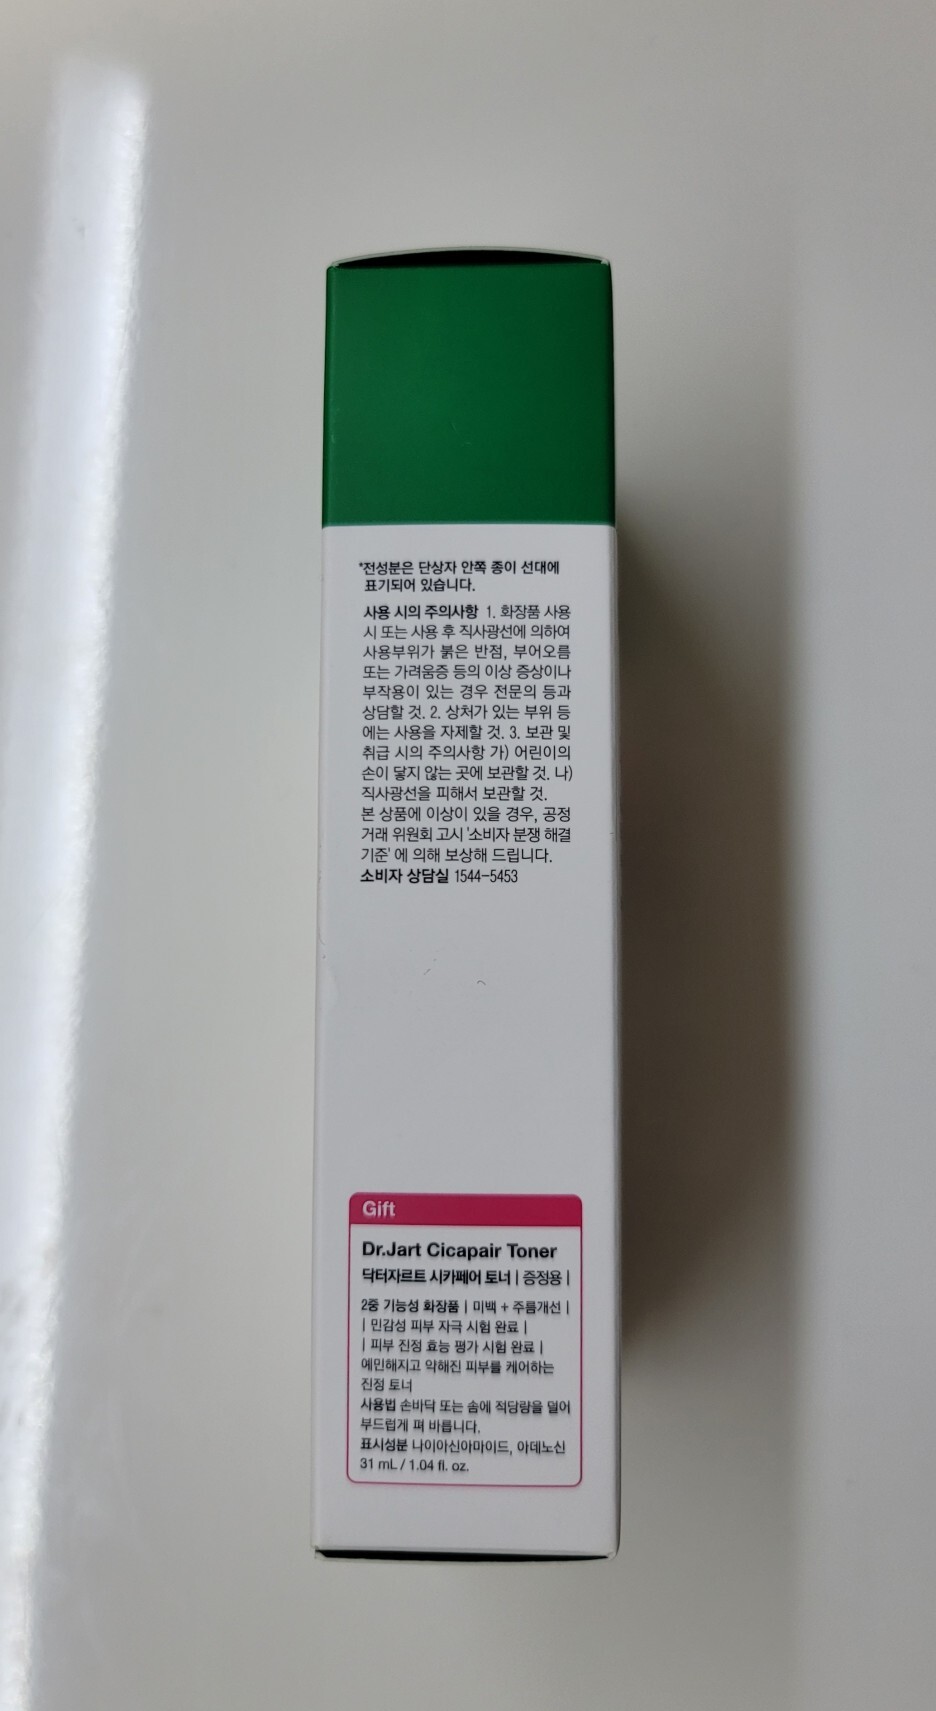 *전성분은 단상자 안쪽 종이 선대에
표기되어 있습니다.
사용 시의 주의사항 1. 화장품 사용
시 또는 사용 후 직사광선에 의하여
사용부위가 붉은 반점, 부어오름
또는 가려움증 등의 이상 증상이나
부작용이 있는 경우 전문의 등과
상담할 것. 2. 상처가 있는 부위 등
에는 사용을 자제할 것. 3. 보관 및
취급 시의 주의사항 가) 어린이의
손이 닿지 않는 곳에 보관할 것. 나)
직사광선을 피해서 보관할 것.
본 상품에 이상이 있을 경우, 공정
거래 위원회 고시 '소비자 분쟁 해결
기준' 에 의해 보상해 드립니다.
소비자 상담실 1544-5453
Gift
Dr.Jart Cicapair Toner
닥터자르트 시카페어 토너 | 증정용 |
2중 기능성 화장품 | 미백 + 주름개선 |
| 민감성 피부 자극 시험 완료 |
| 피부 진정 효능 평가 시험 완료 |
예민해지고 약해진 피부를 케어하는
진정 토너
사용법 손바닥 또는 솜에 적당량을 덜어
부드럽게 펴 바릅니다.
표시성분 나이아신아마이드, 아데노신
31 mL / 1.04 fl. oz.